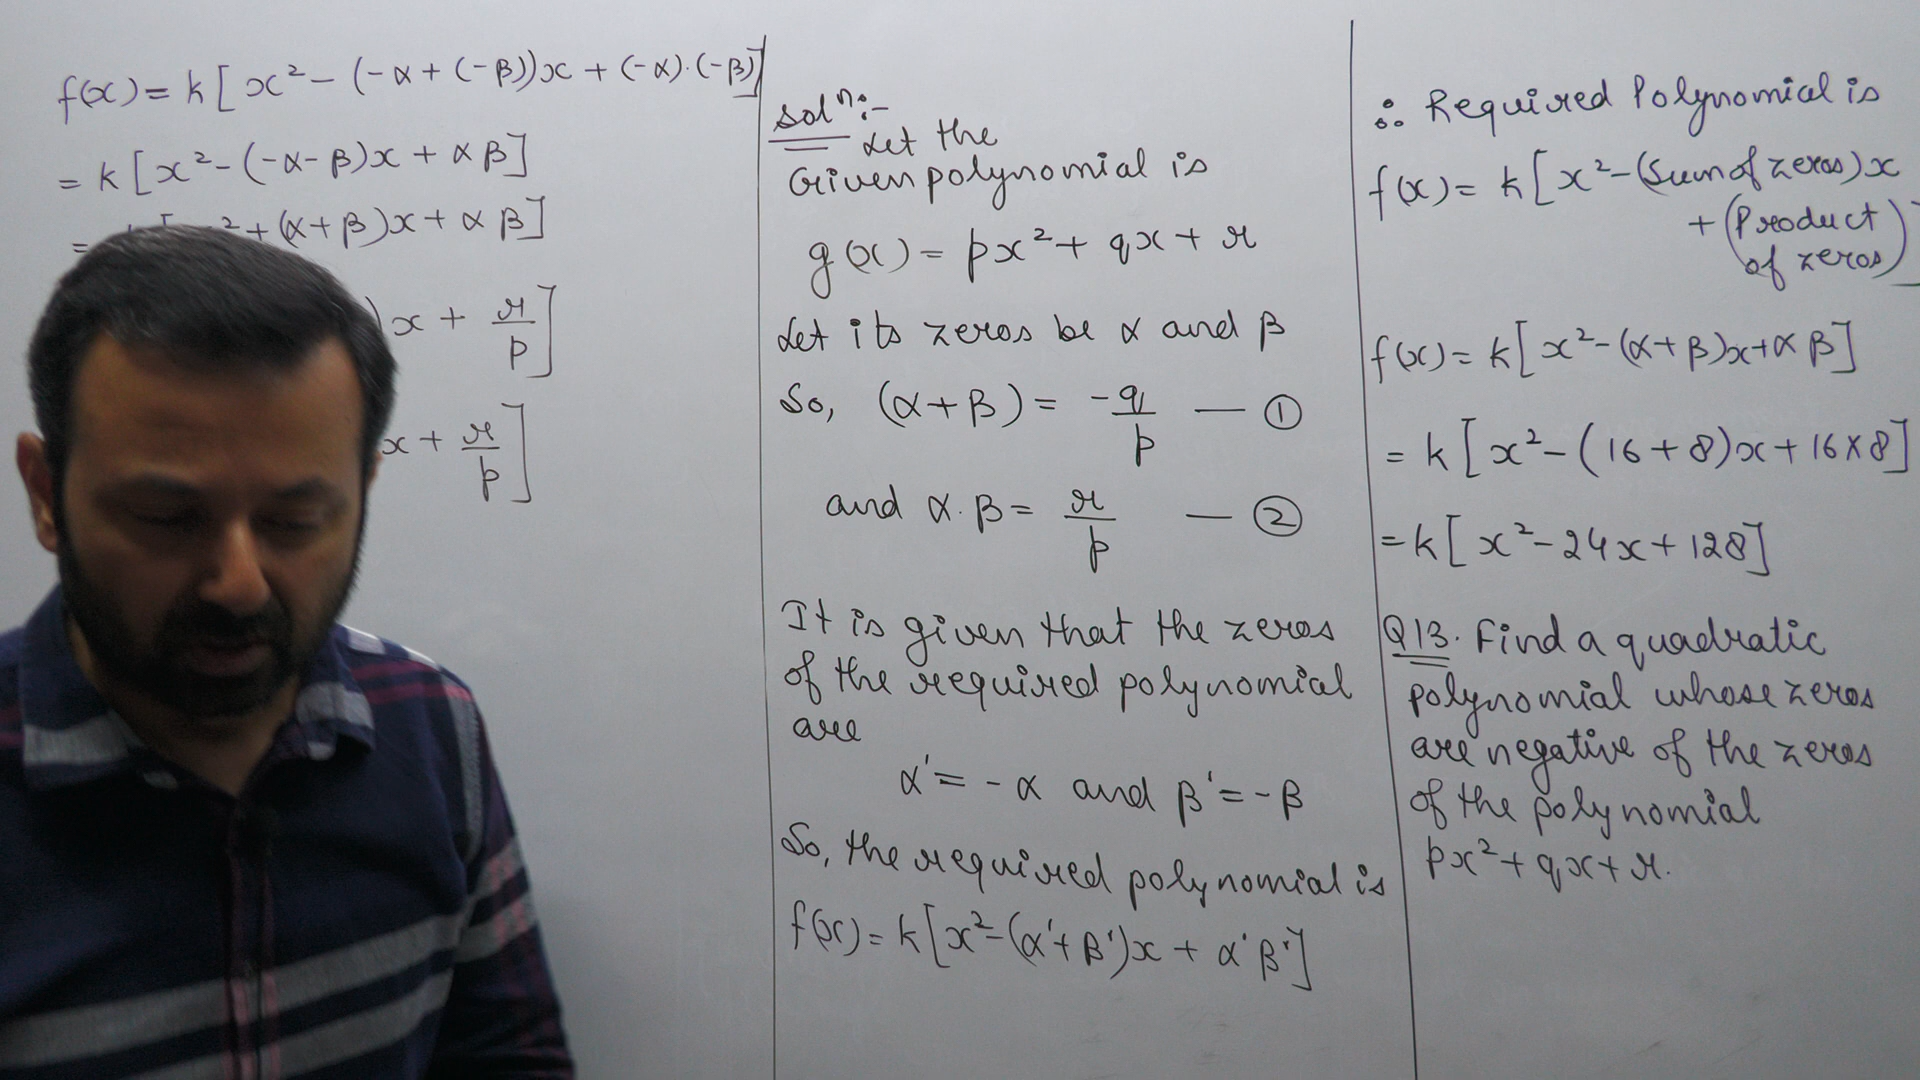 f(x) = k[x² - (-α + (-β))x + (-α).(-β)]
= k[x² - (-α - β)x + αβ]
= [ ² + (α + β)x + αβ]
)x + r/p]
x + r/p]
Solⁿ:-
Let the
Given polynomial is
g(x) = px² + qx + r
Let its zeros be α and β
So, (α + β) = -q/p — ①
and α.β = r/p — ②
It is given that the zeros
of the required polynomial
are
α' = -α and β' = -β
So, the required polynomial is
f(x) = k[x² - (α' + β')x + α'β']
∴ Required Polynomial is
f(x) = k[x² - (Sum of zeros)x
+ (Product
of zeros)]
f(x) = k[x² - (α + β)x + αβ]
= k[x² - (16 + 8)x + 16×8]
= k[x² - 24x + 128]
Q13. Find a quadratic
polynomial whose zeros
are negative of the zeros
of the polynomial
px² + qx + r.